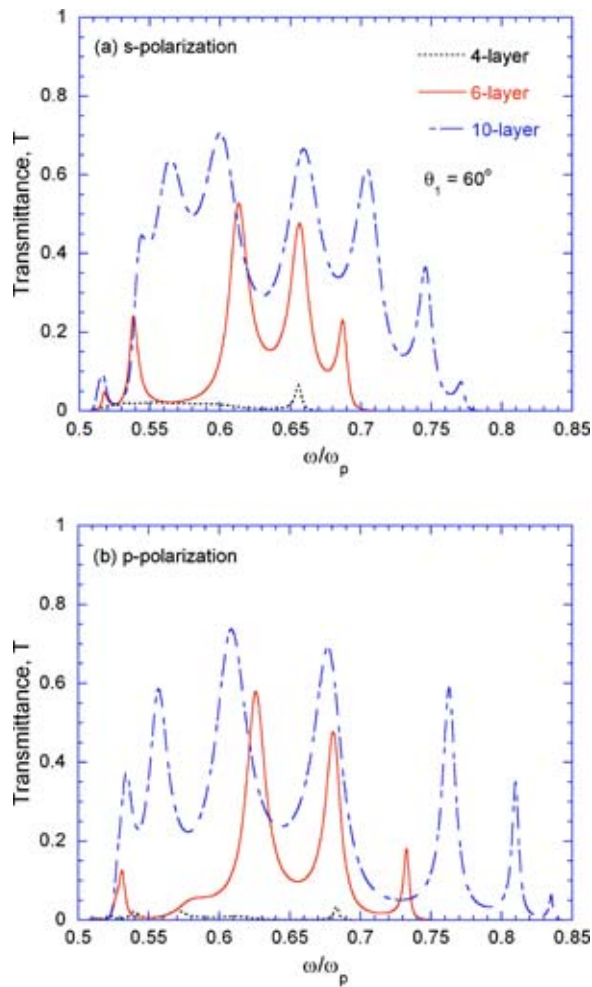 1
(a) s-polarization
4-layer
0.8
6-layer
10-layer
0.6
θ1 = 60o
0.4
0.2
0
Transmittance, T
0.5 0.55 0.6 0.65 0.7 0.75 0.8 0.85
ω/ωp
1
(b) p-polarization
0.8
0.6
0.4
0.2
0
Transmittance, T
0.5 0.55 0.6 0.65 0.7 0.75 0.8 0.85
ω/ωp